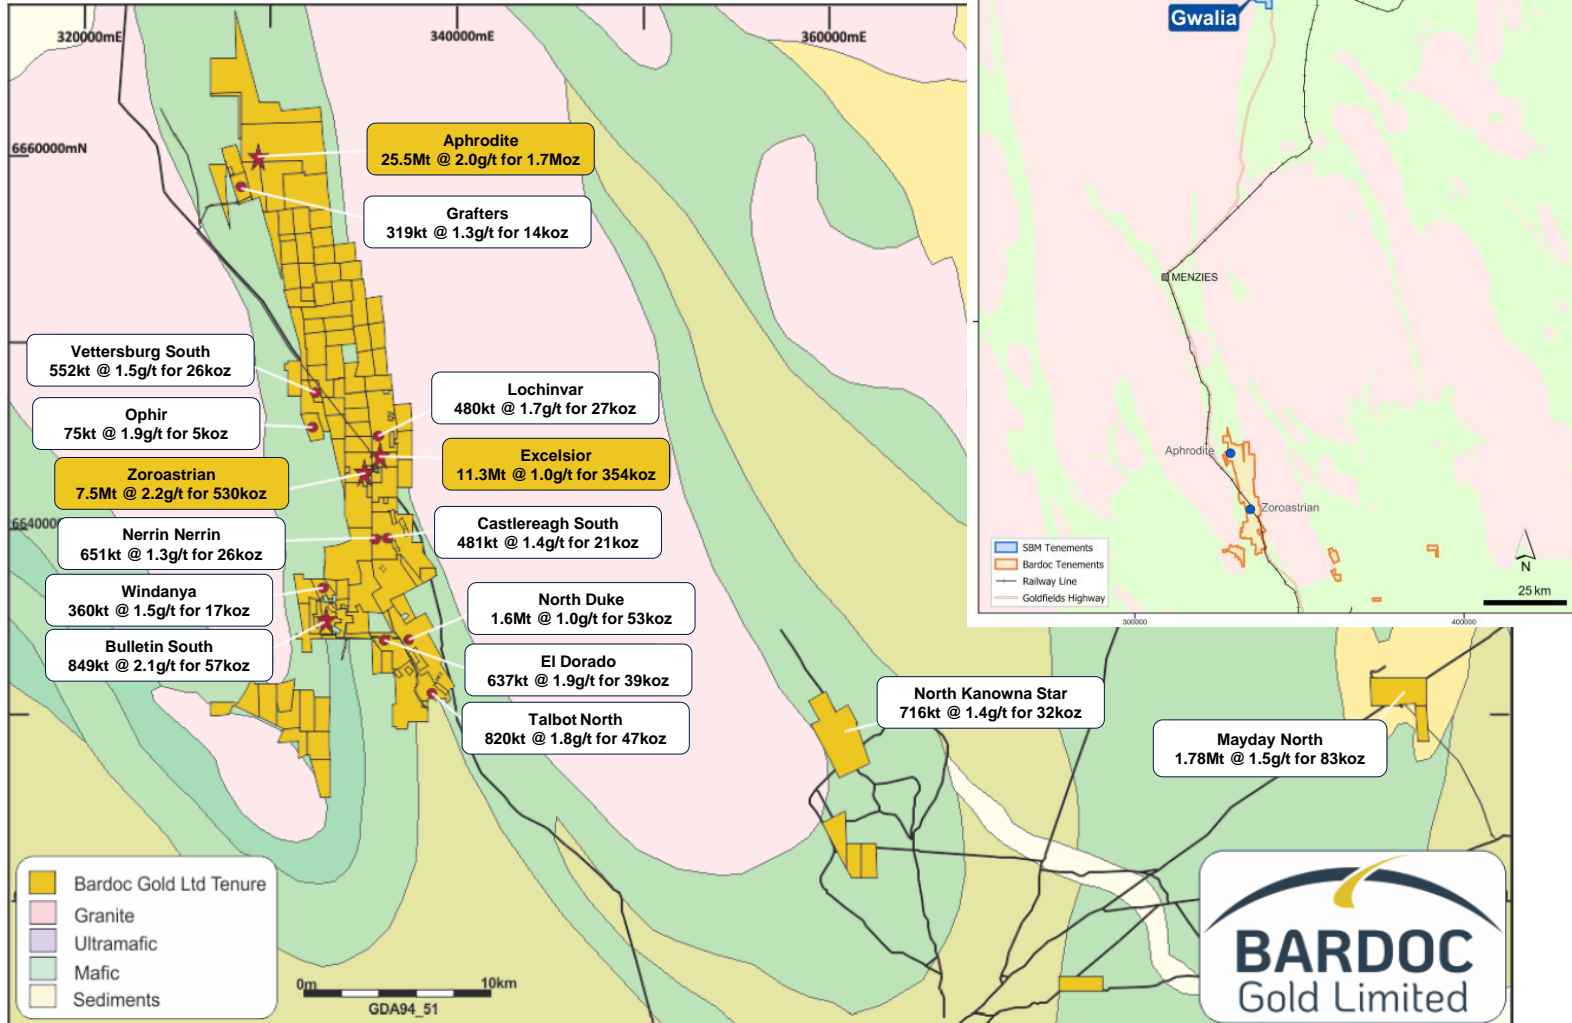 320000mE
340000mE
360000mE
6660000mN
664000
Aphrodite
25.5Mt @ 2.0g/t for 1.7Moz
Grafters
319kt @ 1.3g/t for 14koz
Vettersburg South
552kt @ 1.5g/t for 26koz
Ophir
75kt @ 1.9g/t for 5koz
Zoroastrian
7.5Mt @ 2.2g/t for 530koz
Nerrin Nerrin
651kt @ 1.3g/t for 26koz
Windanya
360kt @ 1.5g/t for 17koz
Bulletin South
849kt @ 2.1g/t for 57koz
Lochinvar
480kt @ 1.7g/t for 27koz
Excelsior
11.3Mt @ 1.0g/t for 354koz
Castlereagh South
481kt @ 1.4g/t for 21koz
North Duke
1.6Mt @ 1.0g/t for 53koz
El Dorado
637kt @ 1.9g/t for 39koz
Talbot North
820kt @ 1.8g/t for 47koz
North Kanowna Star
716kt @ 1.4g/t for 32koz
Mayday North
1.78Mt @ 1.5g/t for 83koz
Gwalia
MENZIES
Aphrodite
Zoroastrian
SBM Tenements
Bardoc Tenements
Railway Line
Goldfields Highway
N
25 km
300000
400000
Bardoc Gold Ltd Tenure
Granite
Ultramafic
Mafic
Sediments
0m
10km
GDA94_51
BARDOC
Gold Limited